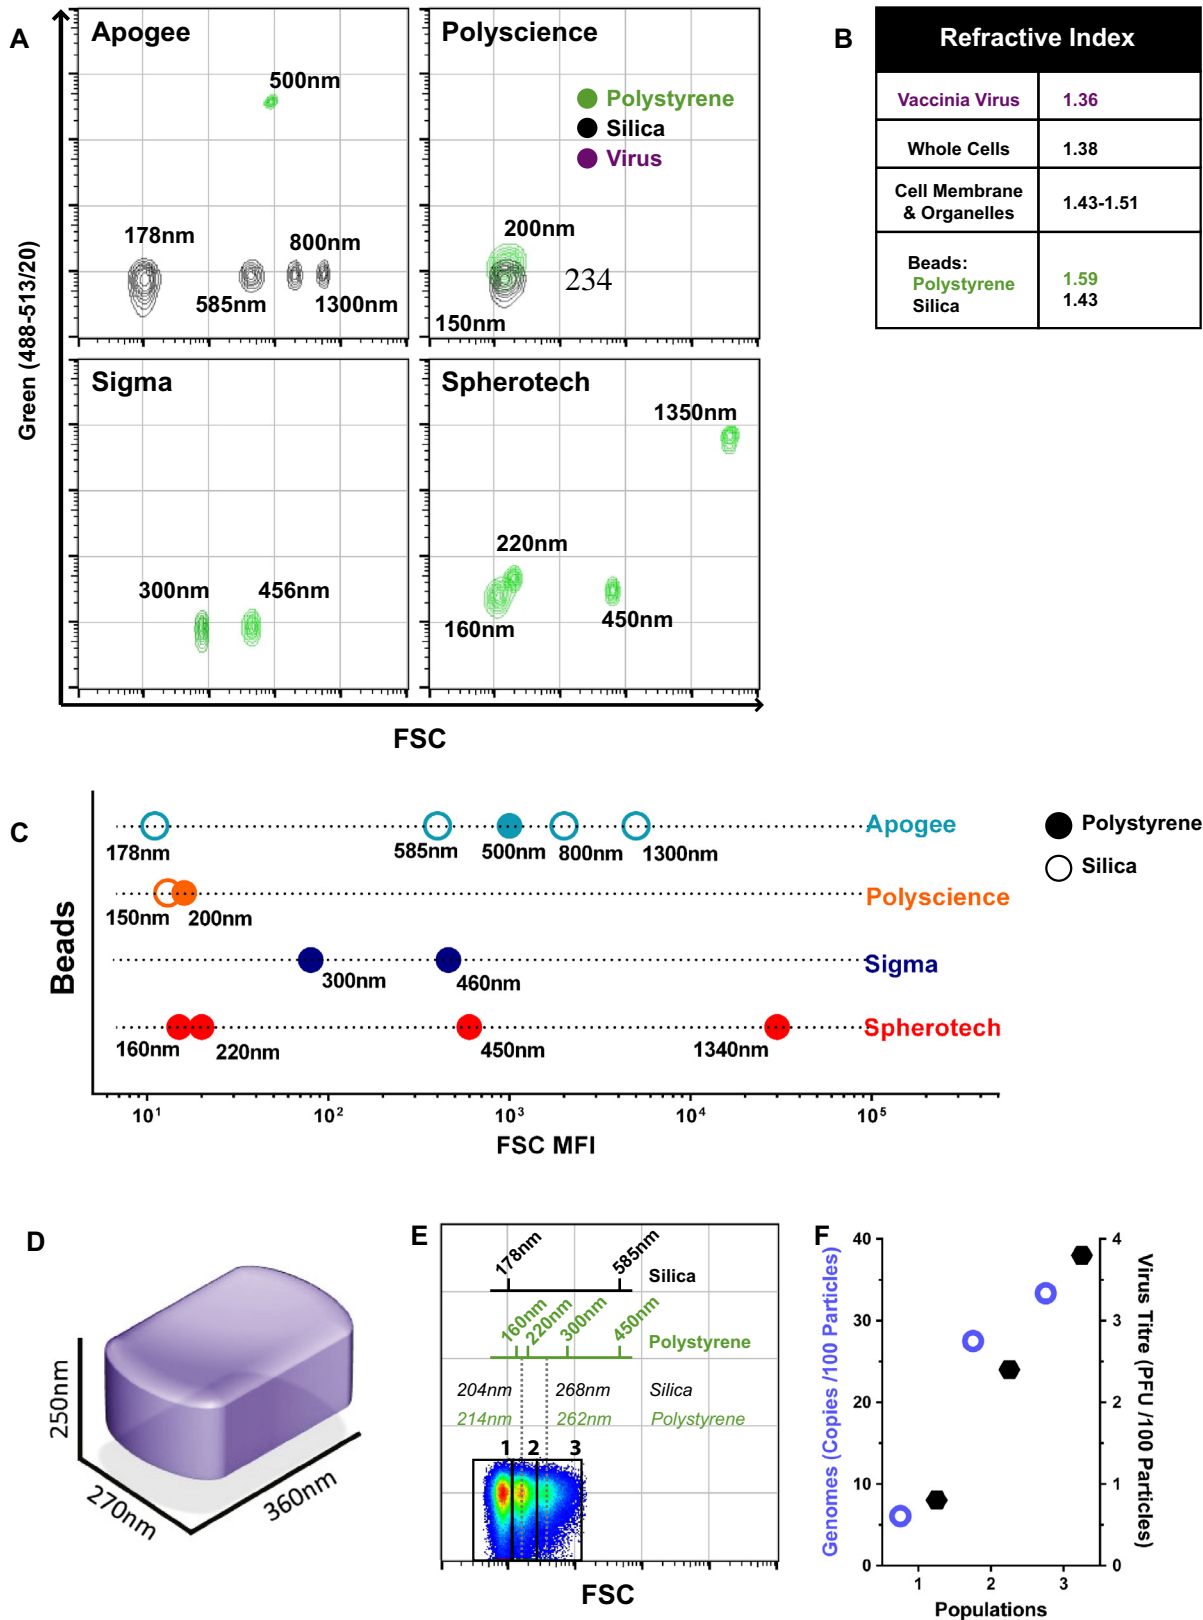 A
Apogee
500nm
178nm
800nm
585nm
1300nm
Polyscience
Polystyrene
Silica
Virus
200nm
234
150nm
Sigma
300nm
456nm
Spherotech
1350nm
220nm
160nm
450nm
Green (488-513/20)
FSC
B
Refractive Index
Vaccinia Virus 1.36
Whole Cells 1.38
Cell Membrane
& Organelles 1.43-1.51
Beads:
Polystyrene 1.59
Silica 1.43
C
Beads
Apogee
178nm 585nm 500nm 800nm 1300nm
Polyscience
150nm 200nm
Sigma
300nm 460nm
Spherotech
160nm 220nm 450nm 1340nm
Polystyrene
Silica
10¹ 10² 10³ 10⁴ 10⁵
FSC MFI
D
250nm
270nm
360nm
E
178nm 585nm
Silica
160nm 220nm 300nm 450nm
Polystyrene
204nm 268nm Silica
214nm 262nm Polystyrene
1 2 3
FSC
F
Genomes (Copies /100 Particles)
40
30
20
10
0
4
3
2
1
0
Virus Titre (PFU /100 Particles)
1 2 3
Populations